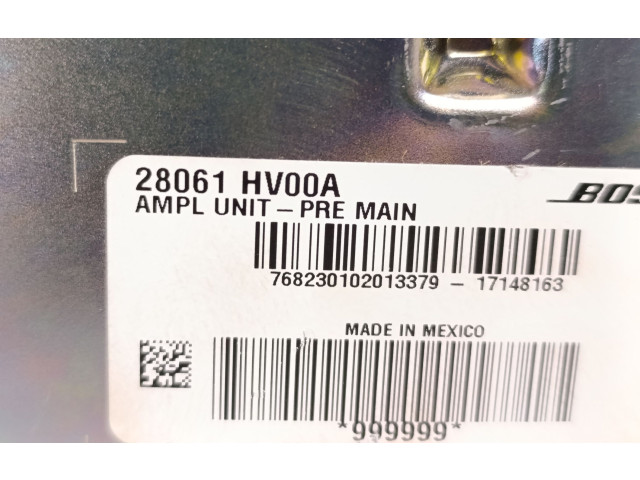 28061 HV00A
AMPL UNIT – PRE MAIN
768230102013379 – 17148163
MADE IN MEXICO
*999999*